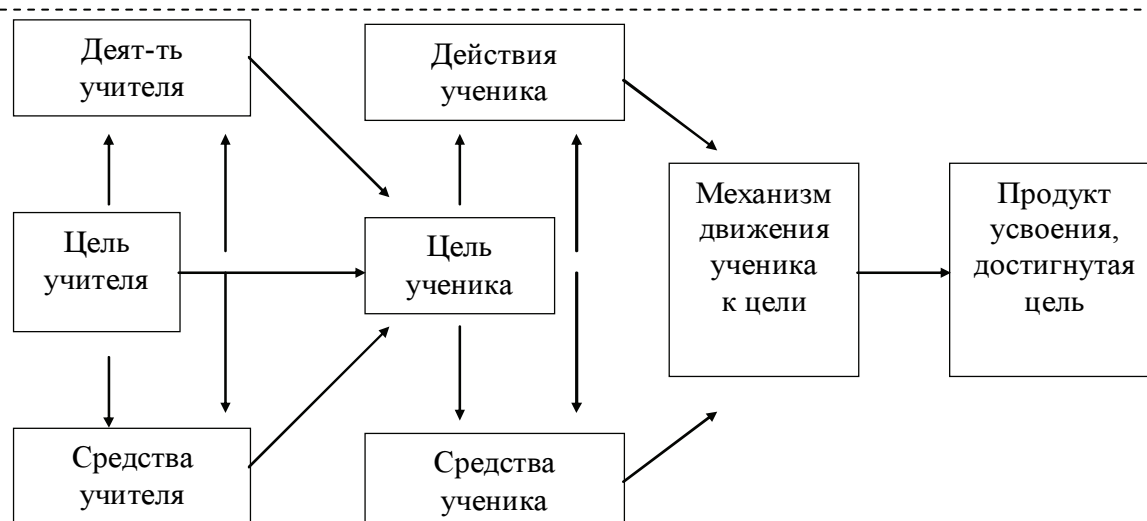 Деят-ть
учителя
Действия
ученика
Цель
учителя
Цель
ученика
Механизм
движения
ученика
к цели
Продукт
усвоения,
достигнутая
цель
Средства
учителя
Средства
ученика